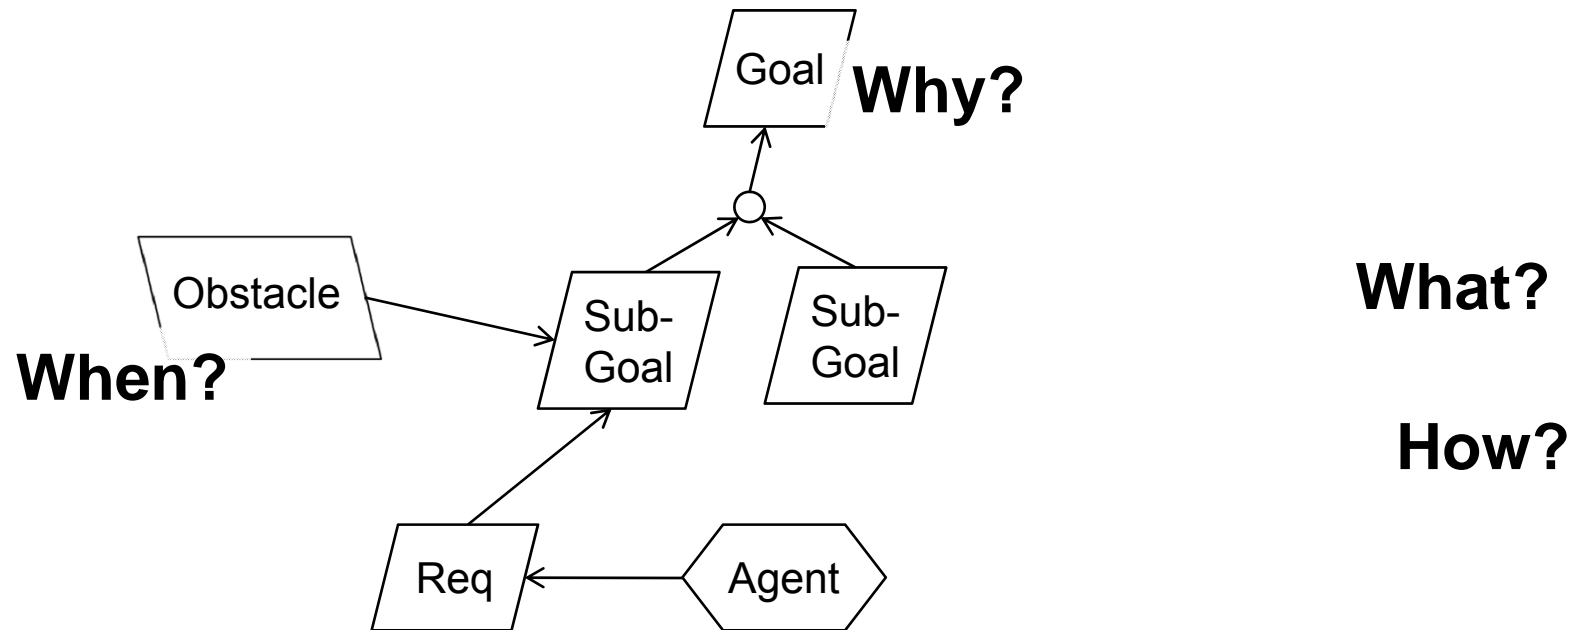 Goal
Why?
Obstacle
Sub-
Goal
Sub-
Goal
What?
When?
How?
Req
Agent